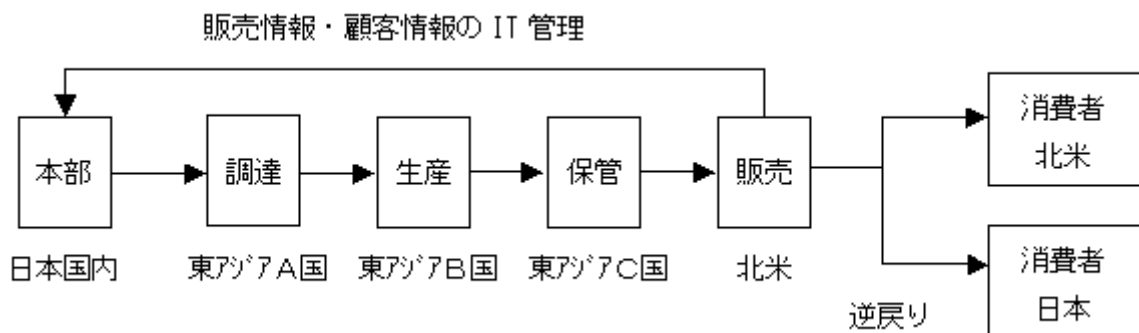 販売情報・顧客情報の IT 管理
本部
調達
生産
保管
販売
消費者
北米
日本国内
東アジアA国
東アジアB国
東アジアC国
北米
消費者
日本
逆戻り